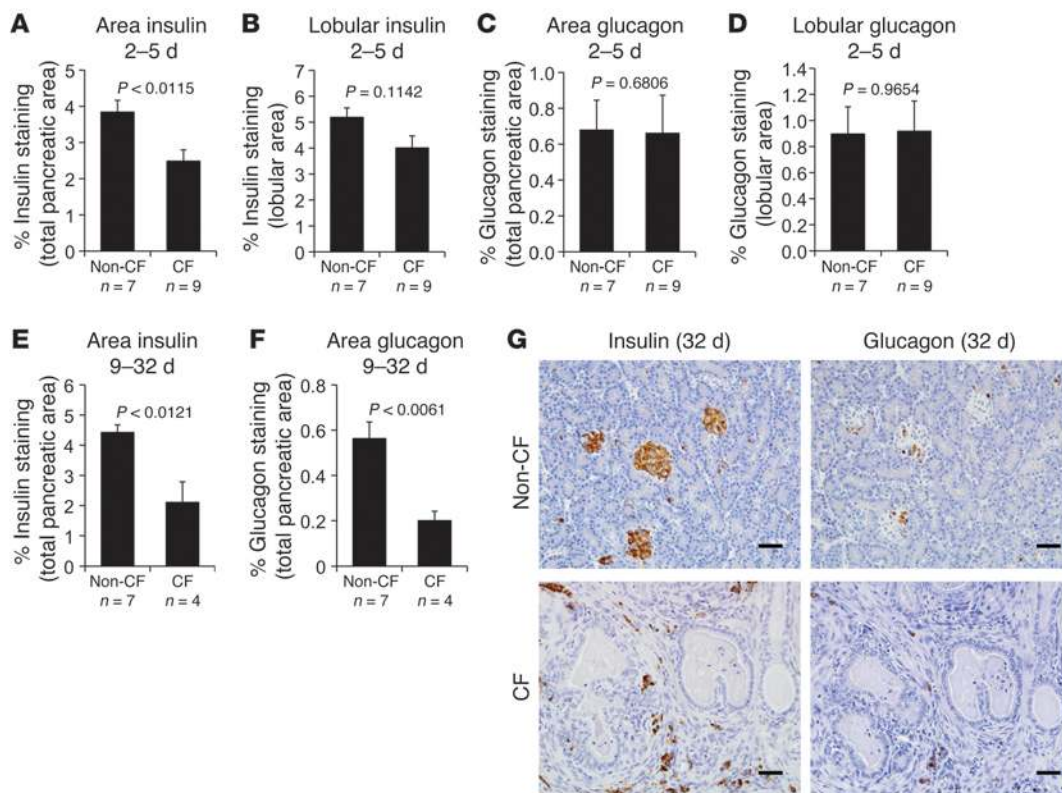 A
Area insulin
2–5 d
% Insulin staining
(total pancreatic area)
5
4
3
2
1
0
P < 0.0115
Non-CF
CF
n = 7
n = 9
B
Lobular insulin
2–5 d
% Insulin staining
(lobular area)
7
6
5
4
3
2
1
0
P = 0.1142
Non-CF
CF
n = 7
n = 9
C
Area glucagon
2–5 d
% Glucagon staining
(total pancreatic area)
1.0
0.8
0.6
0.4
0.2
0.0
P = 0.6806
Non-CF
CF
n = 7
n = 9
D
Lobular glucagon
2–5 d
% Glucagon staining
(lobular area)
1.4
1.2
1.0
0.8
0.6
0.4
0.2
0.0
P = 0.9654
Non-CF
CF
n = 7
n = 9
E
Area insulin
9–32 d
% Insulin staining
(total pancreatic area)
6
5
4
3
2
1
0
P < 0.0121
Non-CF
CF
n = 7
n = 4
F
Area glucagon
9–32 d
% Glucagon staining
(total pancreatic area)
0.8
0.6
0.4
0.2
0
P < 0.0061
Non-CF
CF
n = 7
n = 4
G
Insulin (32 d)
Glucagon (32 d)
Non-CF
CF